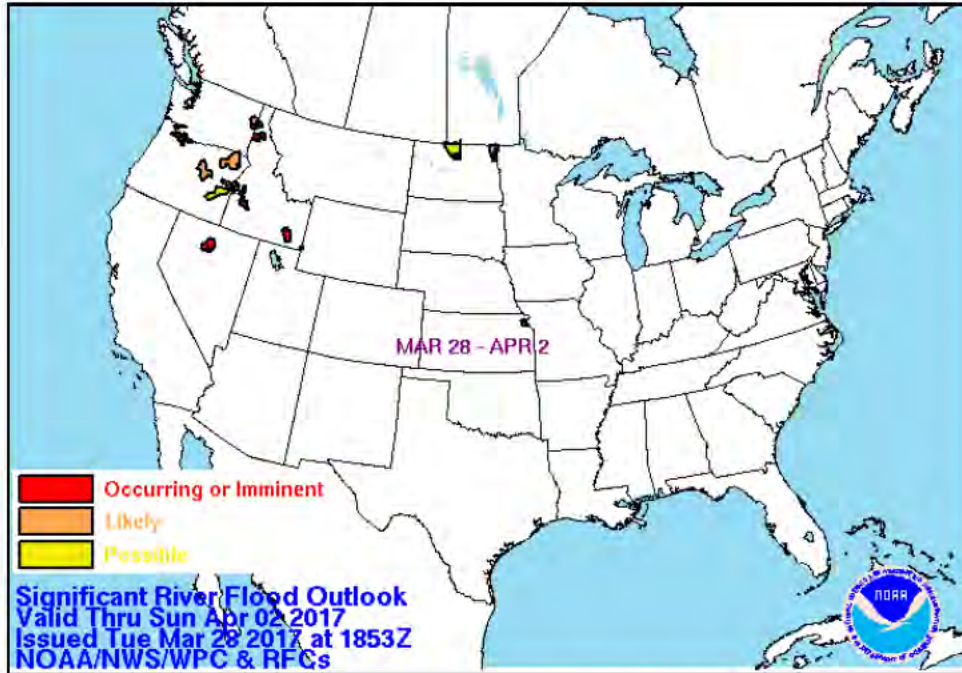 MAR 28 - APR 2
Occurring or Imminent
Likely
Possible
Significant River Flood Outlook
Valid Thru Sun Apr 02 2017
Issued Tue Mar 28 2017 at 1853Z
NOAA/NWS/WPC & RFCs
NOAA